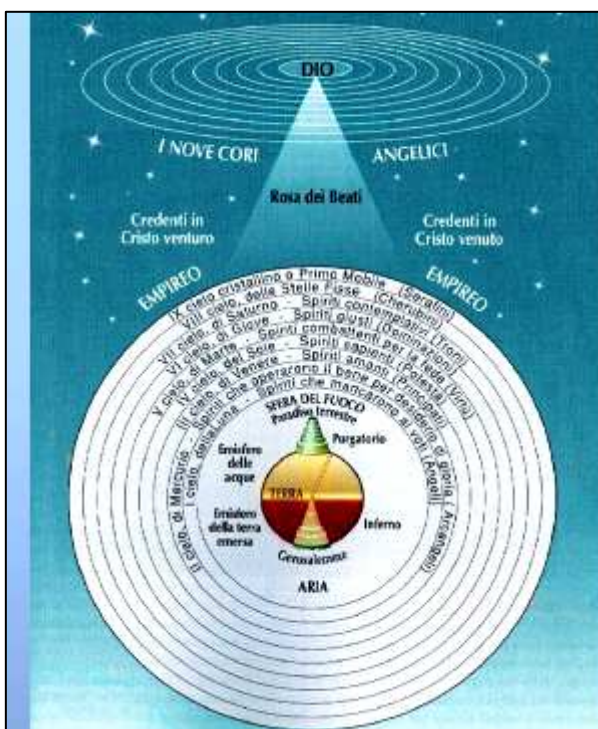 DIO
I NOVE CORI
ANGELICI
Rosa dei Beati
Credenti in
Cristo venturo
Credenti in
Cristo venuto
EMPIREO
EMPIREO
IX cielo cristallino o Primo Mobile (Serafini)
VIII cielo, delle Stelle Fisse (Cherubini)
VII cielo, di Saturno - Spiriti contemplativi (Troni)
VI cielo, di Giove - Spiriti giusti (Dominazioni)
V cielo, di Marte - Spiriti combattenti per la fede (Virtù)
IV cielo, del Sole - Spiriti sapienti (Potestà)
III cielo, di Venere - Spiriti amanti (Principati)
II cielo, di Mercurio - Spiriti che operarono il bene per desiderio di gloria (Arcangeli)
I cielo, della Luna - Spiriti che mancarono ai voti (Angeli)
SFERA DEL FUOCO
Paradiso terrestre
Purgatorio
Emisfero
delle
acque
TERRA
Emisfero
della terra
emersa
Inferno
Gerusalemme
ARIA